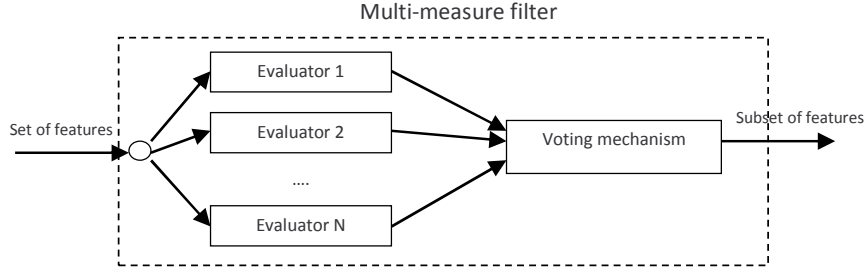 Multi-measure filter
Evaluator 1
Subset of features
Set of features
Evaluator 2
Voting mechanism
....
Evaluator N